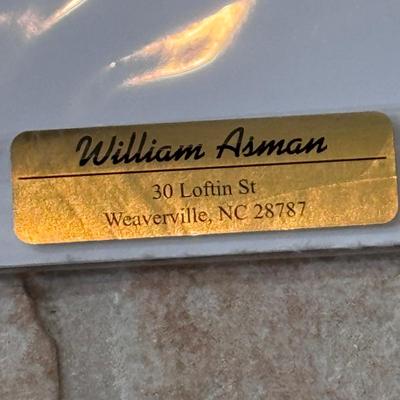 William Asman
30 Loftin St
Weaverville, NC 28787